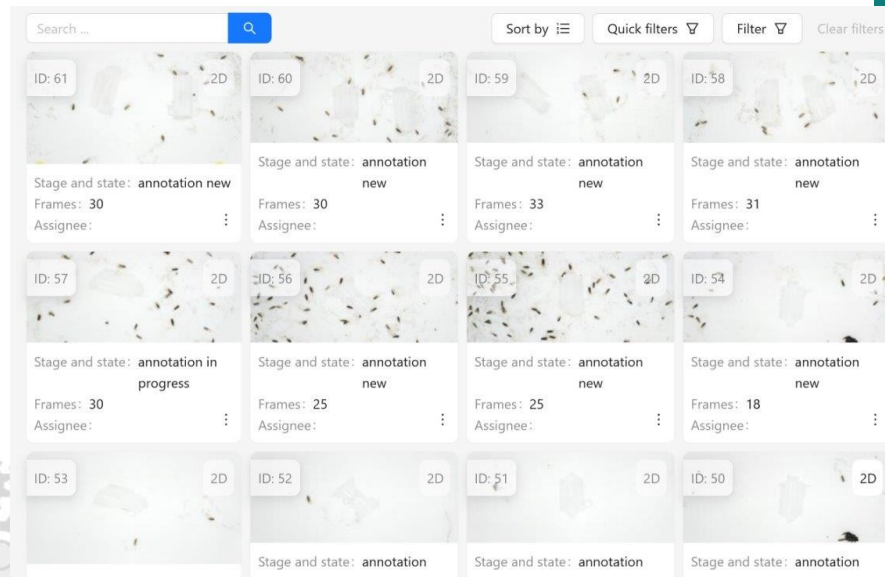 Search ...
Sort by
Quick filters
Filter
Clear filters
ID: 61
2D
ID: 60
2D
ID: 59
2D
ID: 58
2D
Stage and state: annotation new
Frames: 30
Assignee:
Stage and state: annotation
new
Frames: 30
Assignee:
Stage and state: annotation
new
Frames: 33
Assignee:
Stage and state: annotation
new
Frames: 31
Assignee:
ID: 57
2D
ID: 56
2D
ID: 55
2D
ID: 54
2D
Stage and state: annotation in
progress
Frames: 30
Assignee:
Stage and state: annotation
new
Frames: 25
Assignee:
Stage and state: annotation
new
Frames: 25
Assignee:
Stage and state: annotation
new
Frames: 18
Assignee:
ID: 53
2D
ID: 52
2D
ID: 51
2D
ID: 50
2D
Stage and state: annotation
Stage and state: annotation
Stage and state: annotation